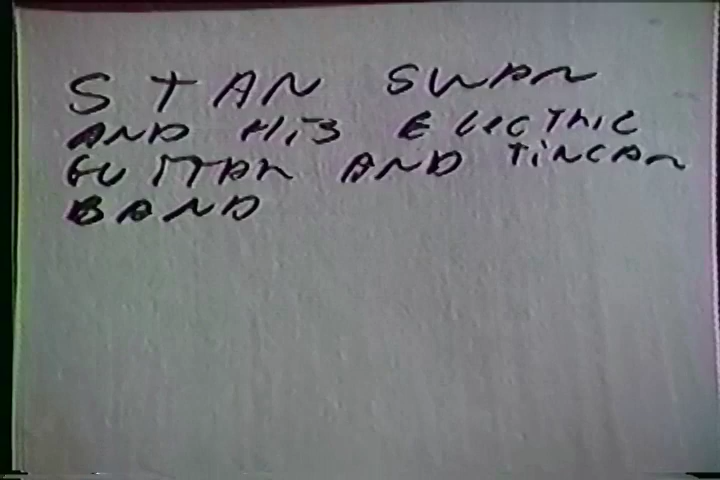 STAN SWAN
AND HIS ELECTRIC
GUITAR AND TINCAN
BAND